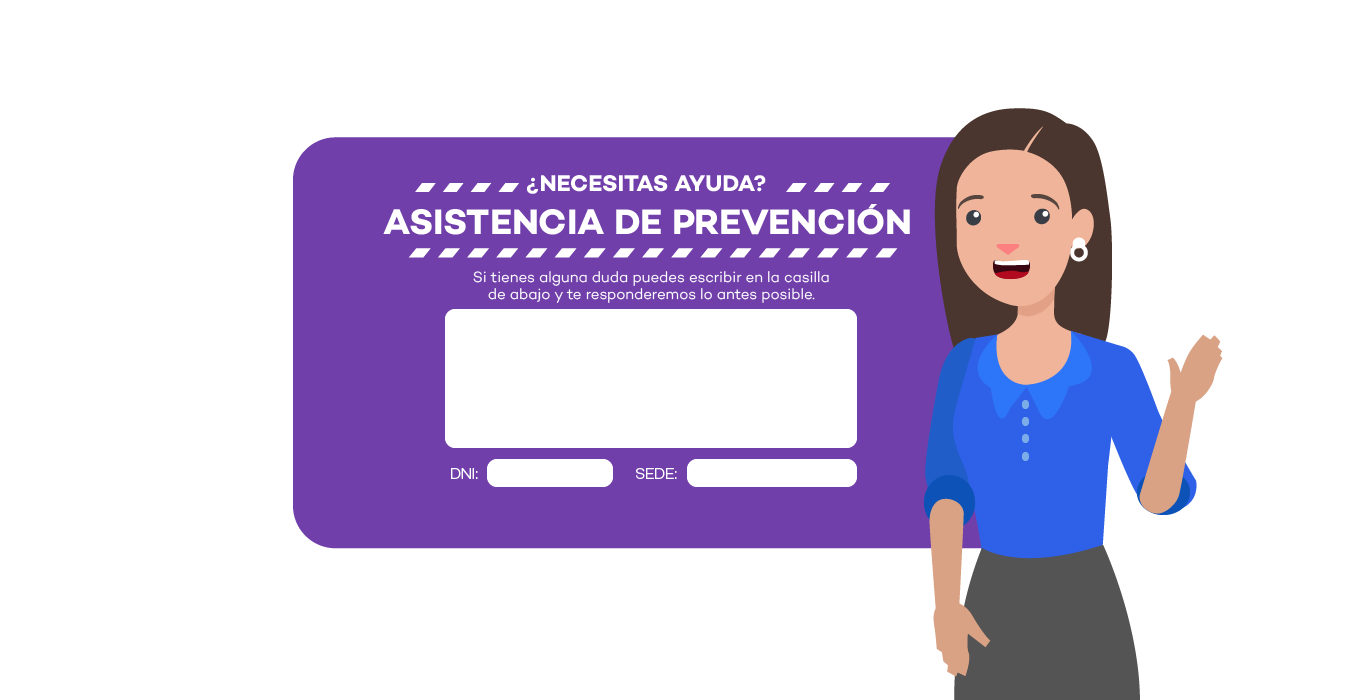 ¿NECESITAS AYUDA?
ASISTENCIA DE PREVENCIÓN
Si tienes alguna duda puedes escribir en la casilla
de abajo y te responderemos lo antes posible.
DNI: SEDE: